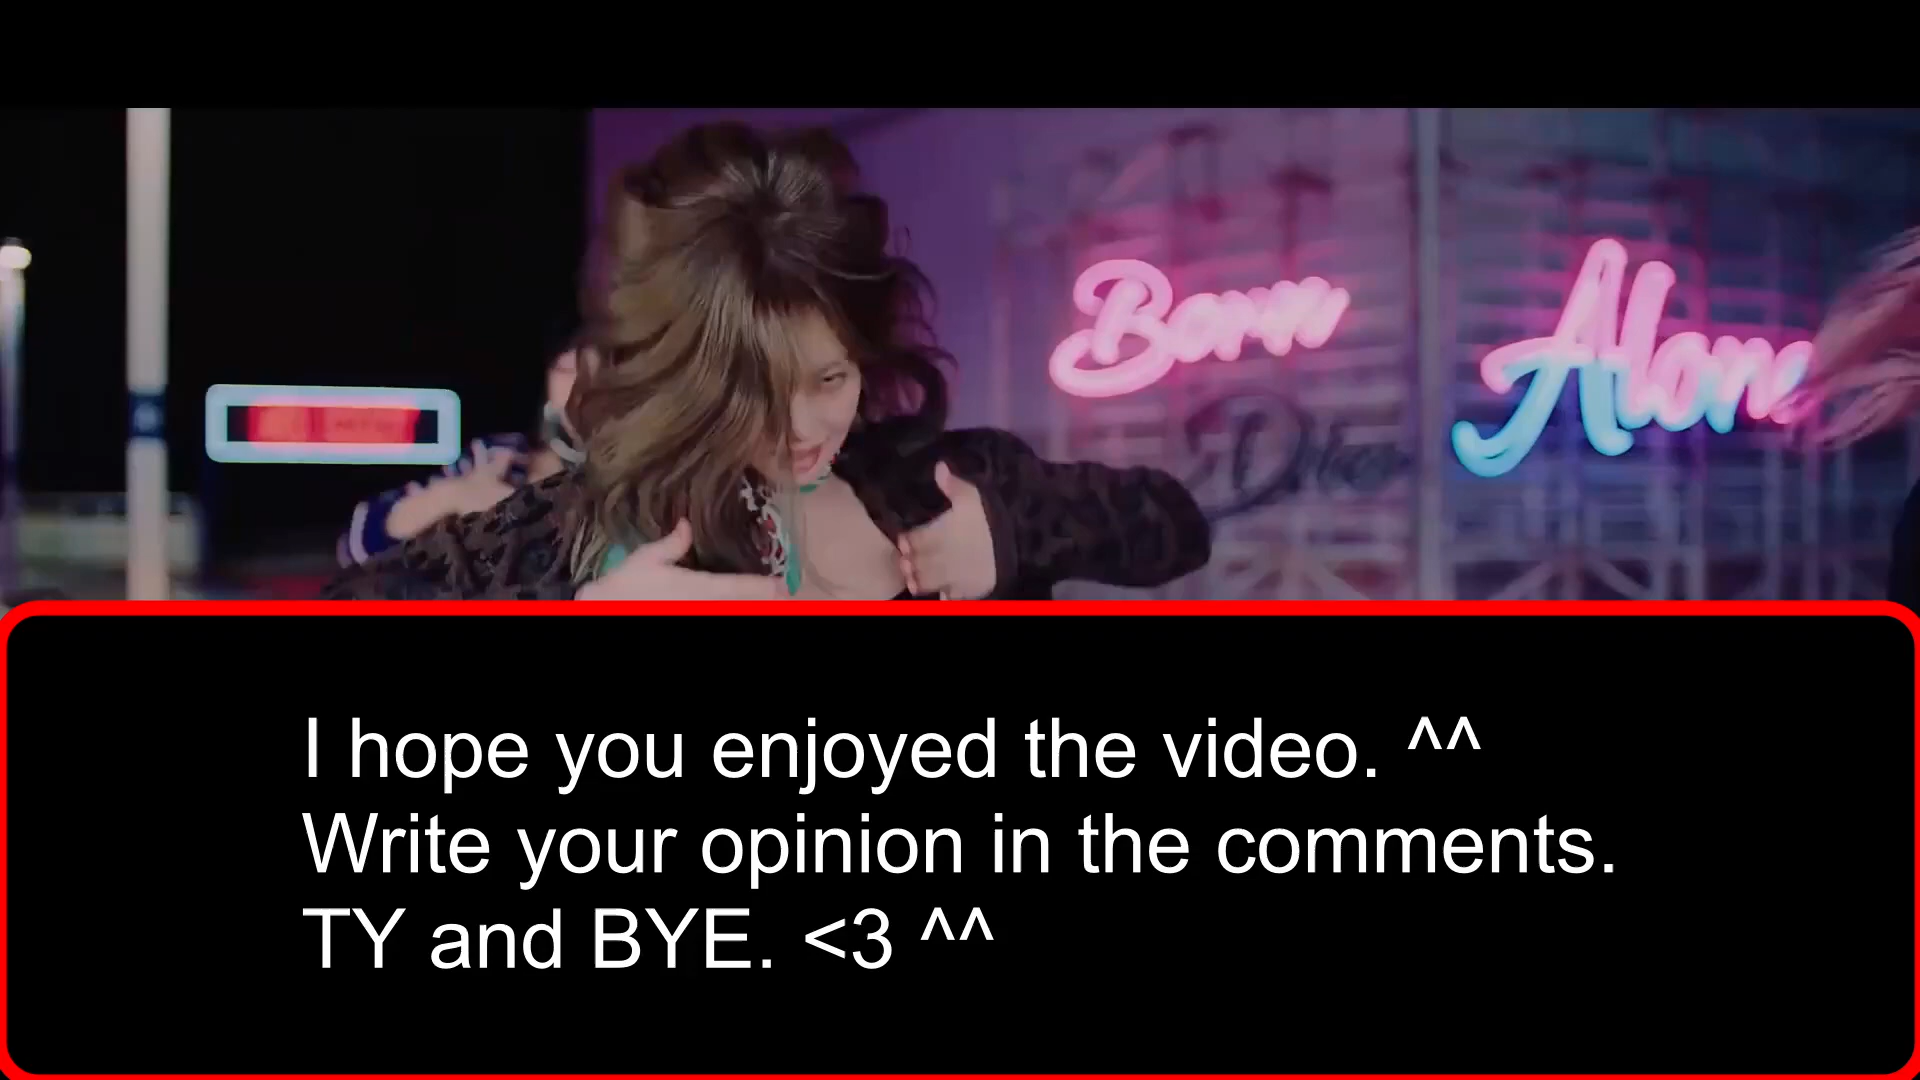 Born Alone
I hope you enjoyed the video. ^^
Write your opinion in the comments.
TY and BYE. <3 ^^